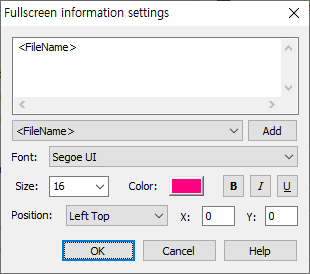 Fullscreen information settings
<FileName>
<FileName> Add
Font: Segoe UI
Size: 16 Color: B I U
Position: Left Top X: 0 Y: 0
OK Cancel Help